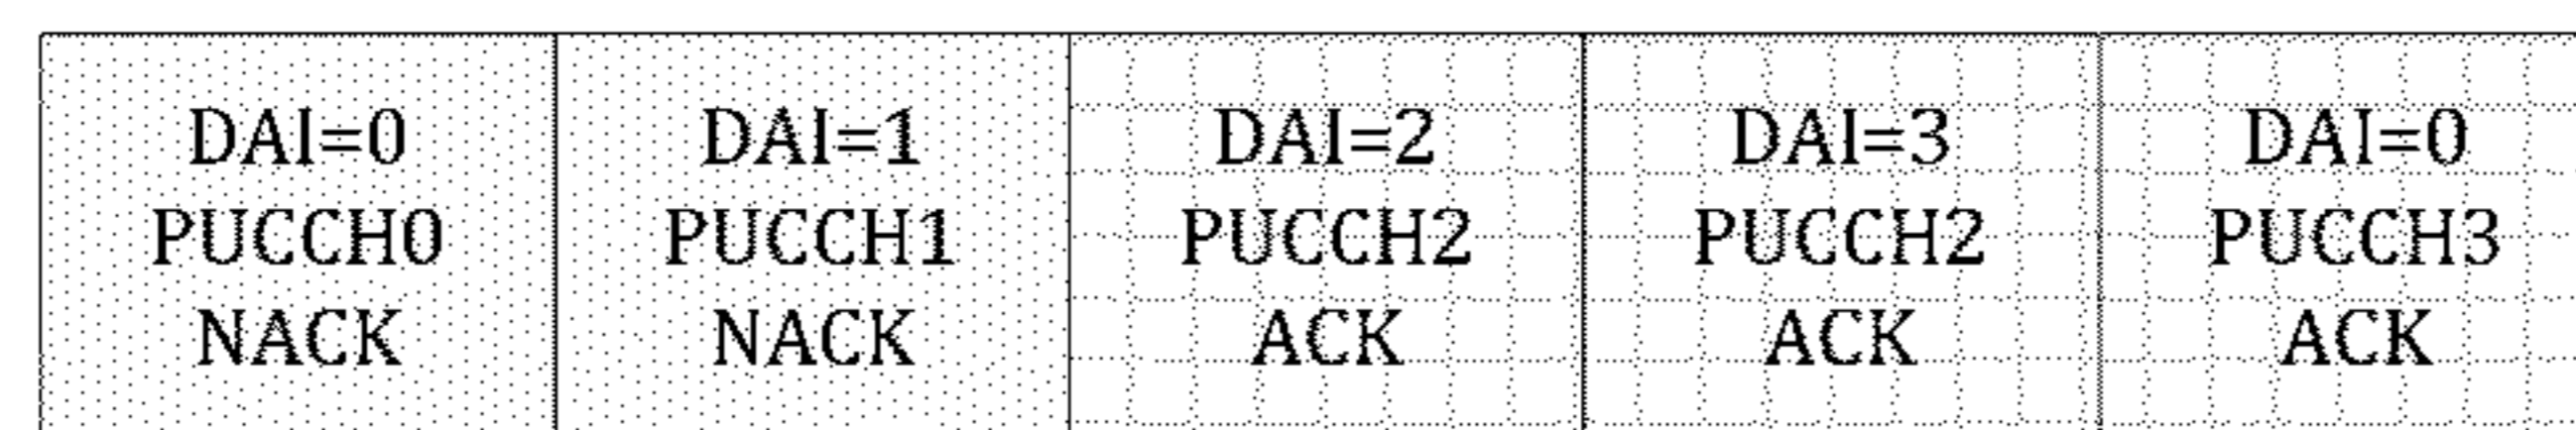 DAI=0
PUCCH0
NACK
DAI=1
PUCCH1
NACK
DAI=2
PUCCH2
ACK
DAI=3
PUCCH2
ACK
DAI=0
PUCCH3
ACK